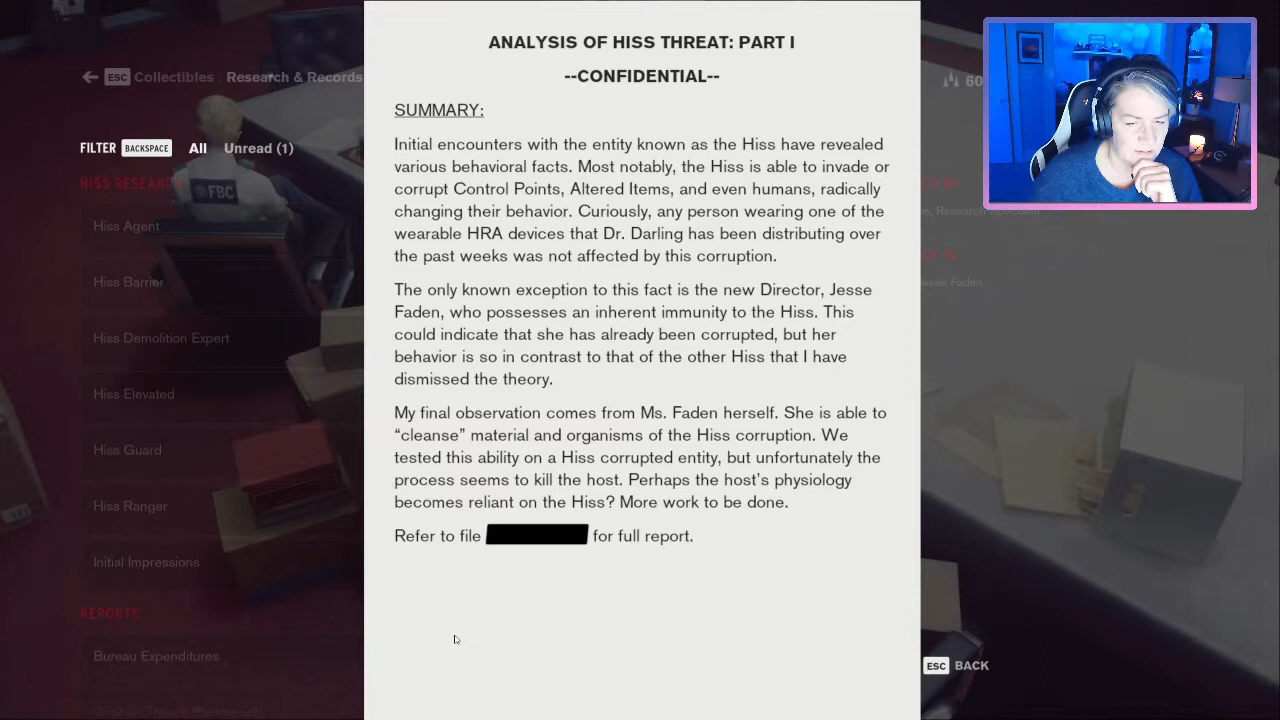 ANALYSIS OF HISS THREAT: PART I
--CONFIDENTIAL--
SUMMARY:
Initial encounters with the entity known as the Hiss have revealed
various behavioral facts. Most notably, the Hiss is able to invade or
corrupt Control Points, Altered Items, and even humans, radically
changing their behavior. Curiously, any person wearing one of the
wearable HRA devices that Dr. Darling has been distributing over
the past weeks was not affected by this corruption.
The only known exception to this fact is the new Director, Jesse
Faden, who possesses an inherent immunity to the Hiss. This
could indicate that she has already been corrupted, but her
behavior is so in contrast to that of the other Hiss that I have
dismissed the theory.
My final observation comes from Ms. Faden herself. She is able to
“cleanse” material and organisms of the Hiss corruption. We
tested this ability on a Hiss corrupted entity, but unfortunately the
process seems to kill the host. Perhaps the host’s physiology
becomes reliant on the Hiss? More work to be done.
Refer to file for full report.
ESC Collectibles Research & Records
60
FILTER BACKSPACE All Unread (1)
HISS RESEARCH
FBC
Hiss Agent
Hiss Barrier
Hiss Demolition Expert
Hiss Elevated
Hiss Guard
Hiss Ranger
Initial Impressions
REPORTS
Bureau Expenditures
Research Specialist
Faden
ESC BACK